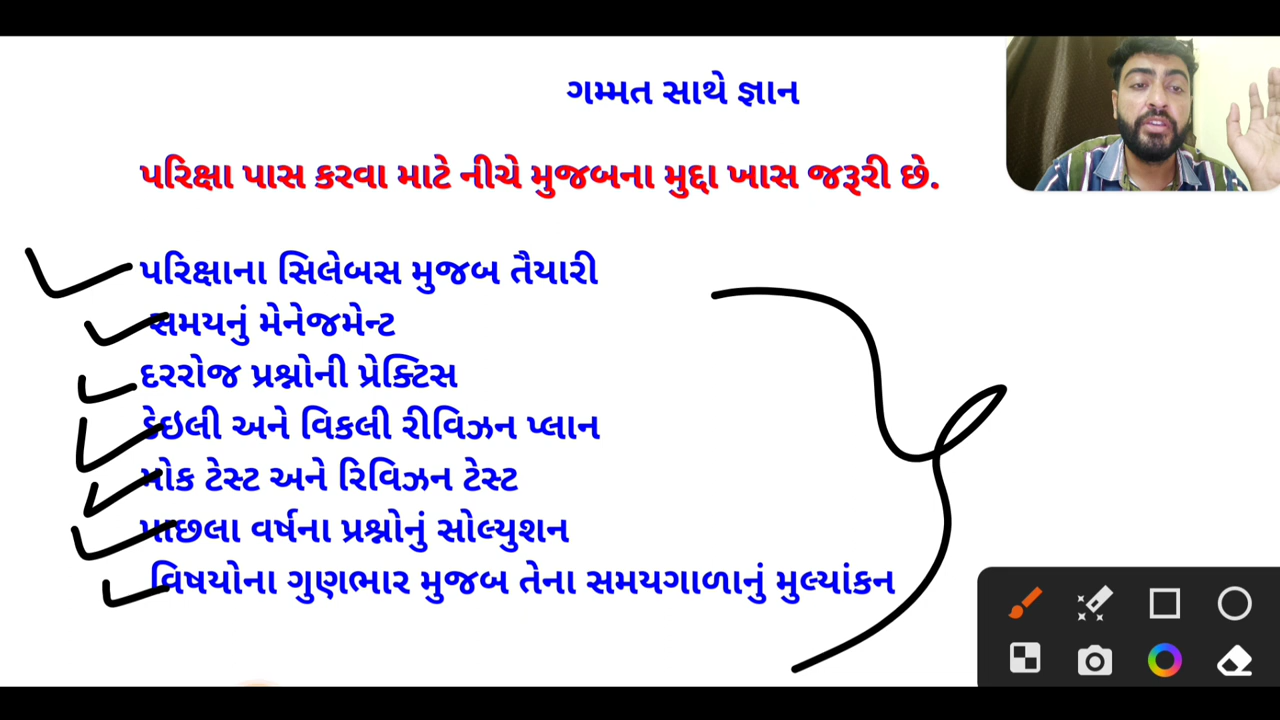 ગમ્મત સાથે જ્ઞાન
પરિક્ષા પાસ કરવા માટે નીચે મુજબના મુદ્દા ખાસ જરૂરી છે.
પરિક્ષાના સિલેબસ મુજબ તૈયારી
સમયનું મેનેજમેન્ટ
દરરોજ પ્રશ્નોની પ્રેક્ટિસ
ડેઇલી અને વિકલી રીવિઝન પ્લાન
મોક ટેસ્ટ અને રિવિઝન ટેસ્ટ
પાછલા વર્ષના પ્રશ્નોનું સોલ્યુશન
વિષયોના ગુણભાર મુજબ તેના સમયગાળાનું મુલ્યાંકન